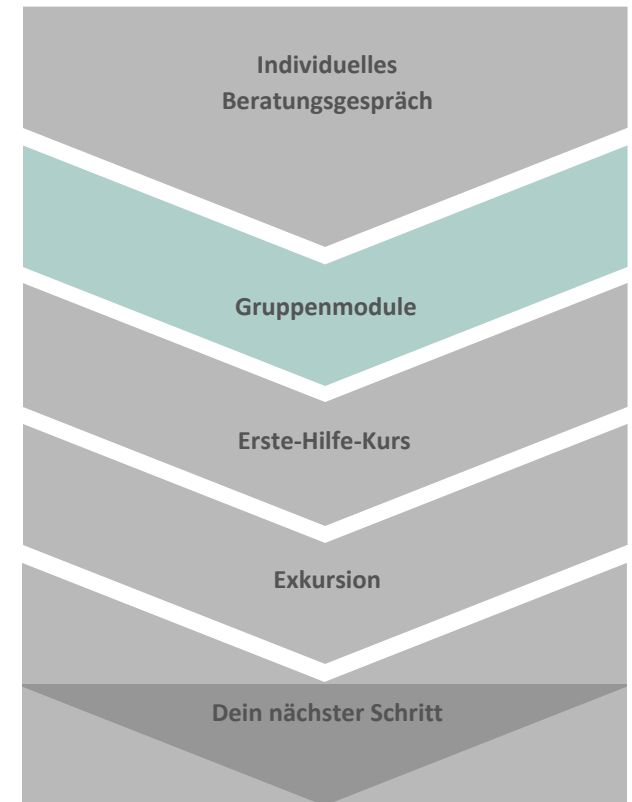 Individuelles
Beratungsgespräch
Gruppenmodule
Erste-Hilfe-Kurs
Exkursion
Dein nächster Schritt